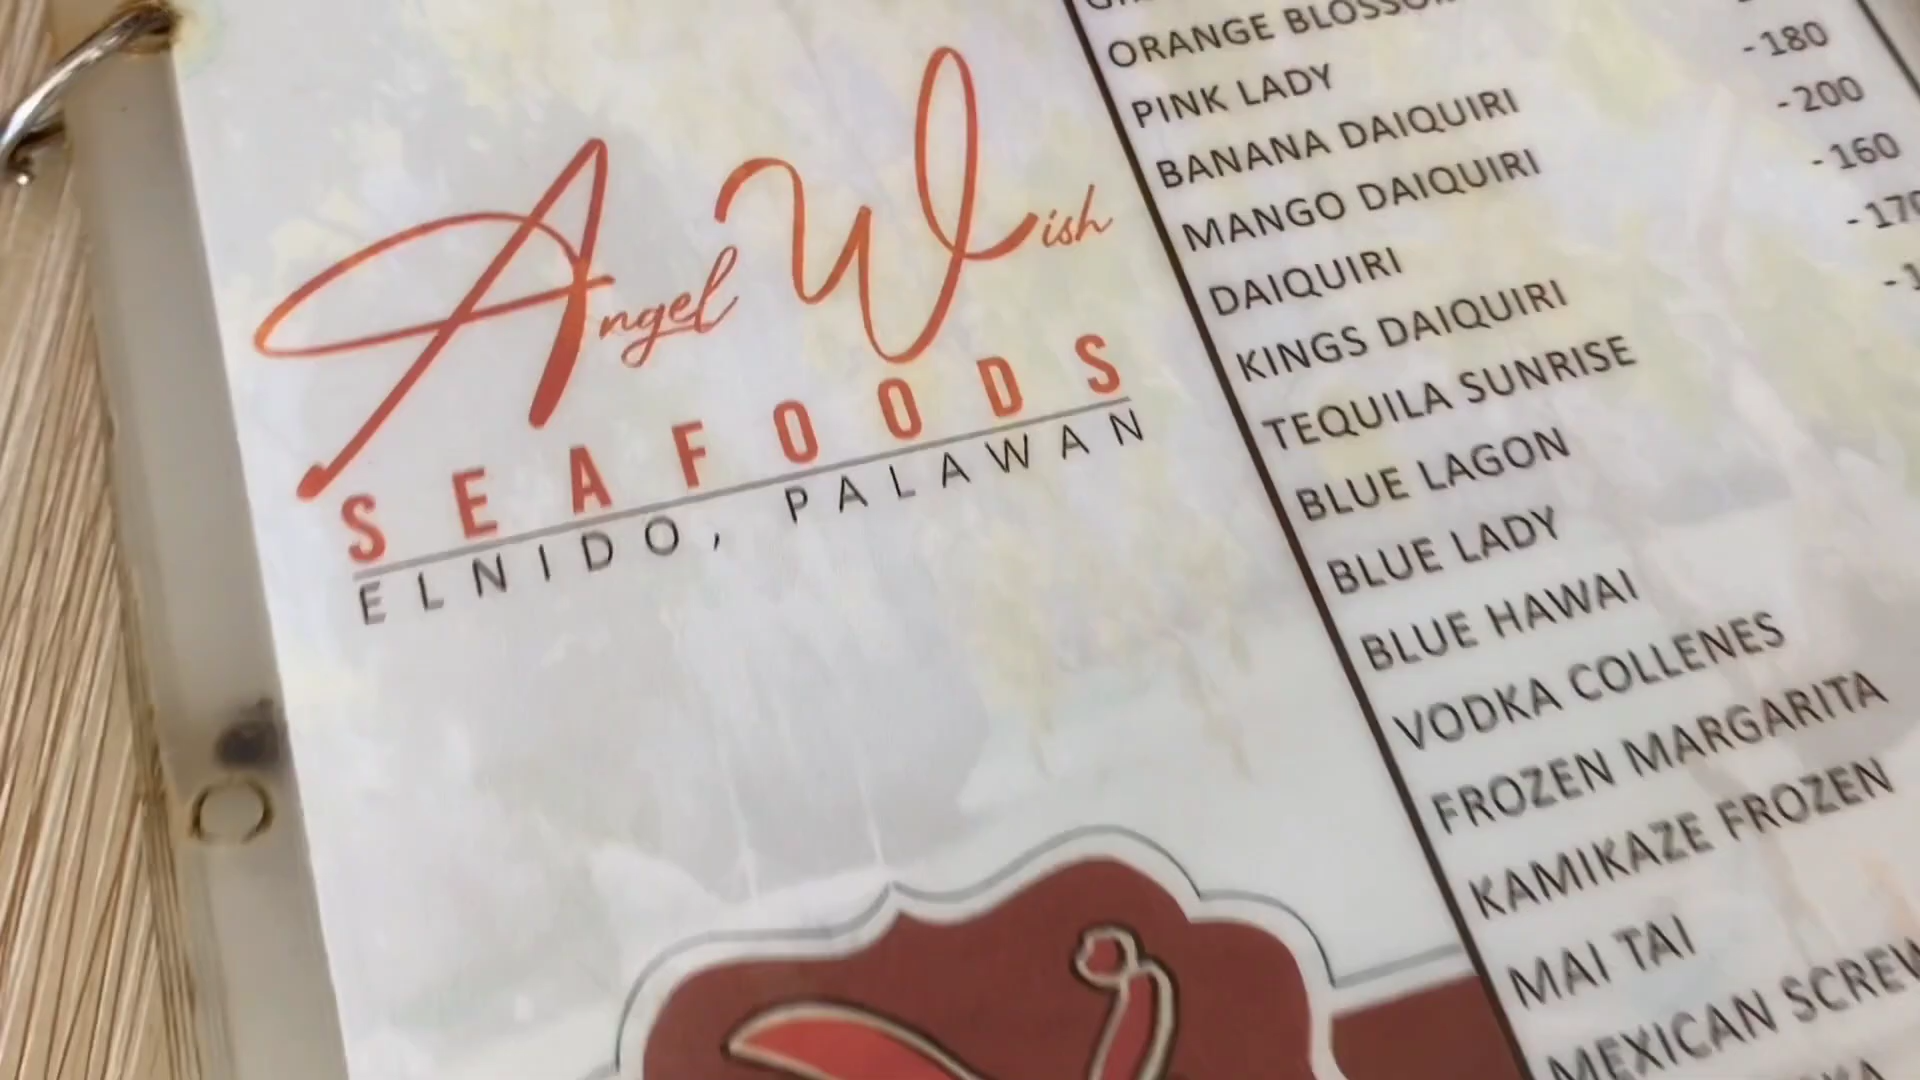 Angel Wish
SEAFOODS
ELNIDO, PALAWAN
ORANGE
PINK LADY
BANANA DAIQUIRI
MANGO DAIQUIRI
DAIQUIRI
KINGS DAIQUIRI
TEQUILA SUNRISE
BLUE LAGON
BLUE LADY
BLUE HAWAI
VODKA COLLENES
FROZEN MARGARITA
KAMIKAZE FROZEN
MAI TAI
MEXICAN
-180
-200
-160